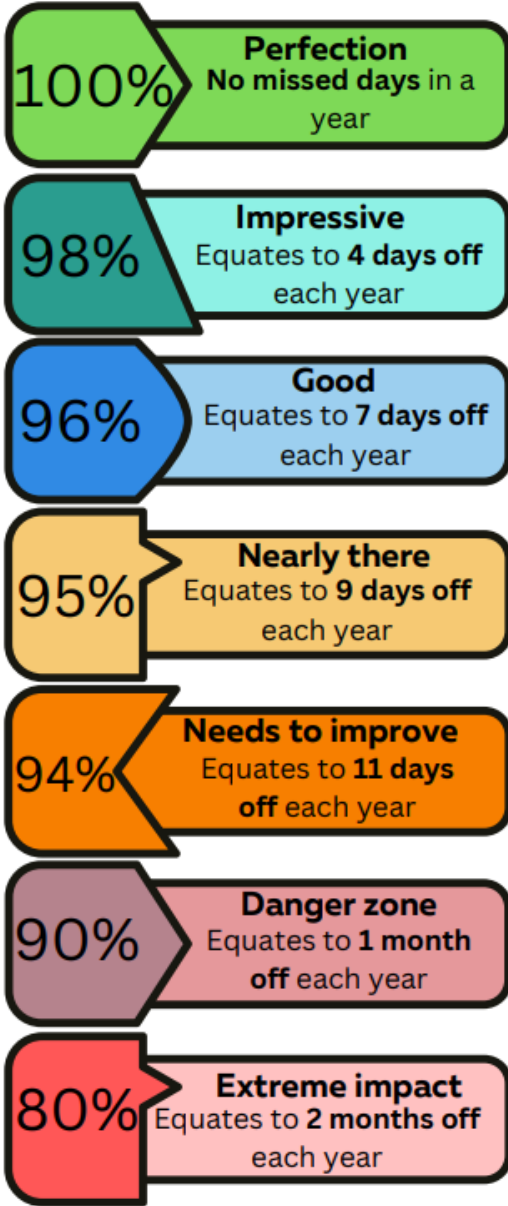 100%
Perfection
No missed days in a
year
98%
Impressive
Equates to 4 days off
each year
96%
Good
Equates to 7 days off
each year
95%
Nearly there
Equates to 9 days off
each year
94%
Needs to improve
Equates to 11 days
off each year
90%
Danger zone
Equates to 1 month
off each year
80%
Extreme impact
Equates to 2 months off
each year